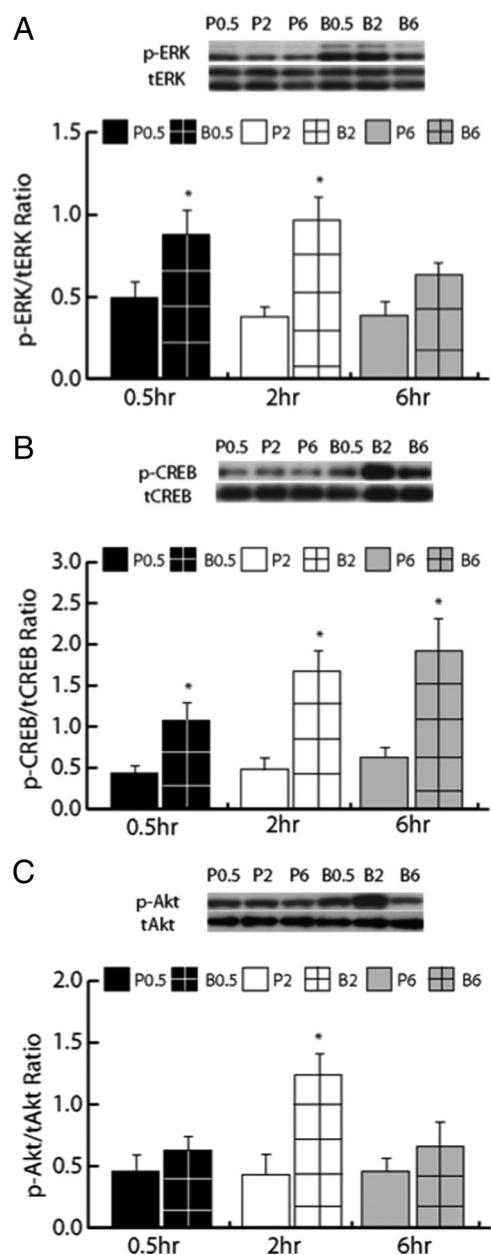 A
P0.5 P2 P6 B0.5 B2 B6
p-ERK
tERK
P0.5 B0.5 P2 B2 P6 B6
p-ERK/tERK Ratio
1.5
1.0
0.5
0.0
* *
0.5hr 2hr 6hr
B
P0.5 P2 P6 B0.5 B2 B6
p-CREB
tCREB
P0.5 B0.5 P2 B2 P6 B6
p-CREB/tCREB Ratio
3.0
2.5
2.0
1.5
1.0
0.5
0.0
* * *
0.5hr 2hr 6hr
C
P0.5 P2 P6 B0.5 B2 B6
p-Akt
tAkt
P0.5 B0.5 P2 B2 P6 B6
p-Akt/tAkt Ratio
2.0
1.5
1.0
0.5
0.0
*
0.5hr 2hr 6hr